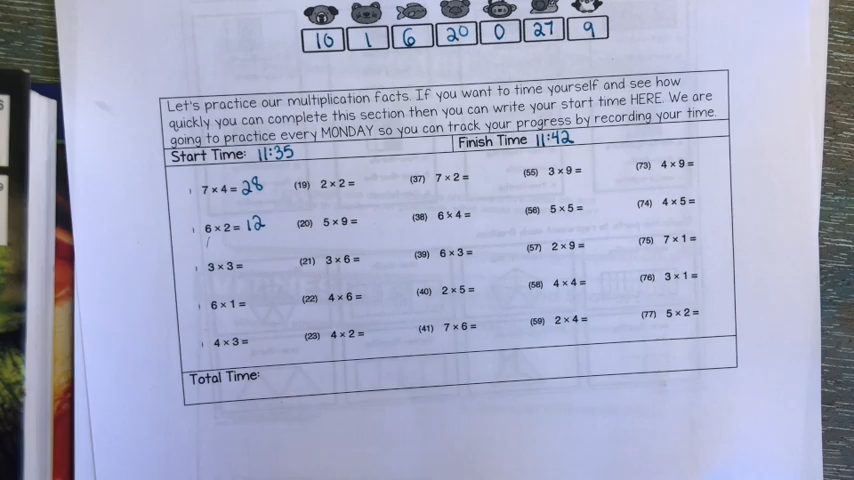 10 1 6 20 0 27 9
Let's practice our multiplication facts. If you want to time yourself and see how
quickly you can complete this section then you can write your start time HERE. We are
going to practice every MONDAY so you can track your progress by recording your time.
Start Time: 11:35 Finish Time 11:42
7 x 4 = 28 (19) 2 x 2 = (37) 7 x 2 = (55) 3 x 9 = (73) 4 x 9 =
6 x 2 = 12 (20) 5 x 9 = (38) 6 x 4 = (56) 5 x 5 = (74) 4 x 5 =
3 x 3 = (21) 3 x 6 = (39) 6 x 3 = (57) 2 x 9 = (75) 7 x 1 =
6 x 1 = (22) 4 x 6 = (40) 2 x 5 = (58) 4 x 4 = (76) 3 x 1 =
4 x 3 = (23) 4 x 2 = (41) 7 x 6 = (59) 2 x 4 = (77) 5 x 2 =
Total Time: